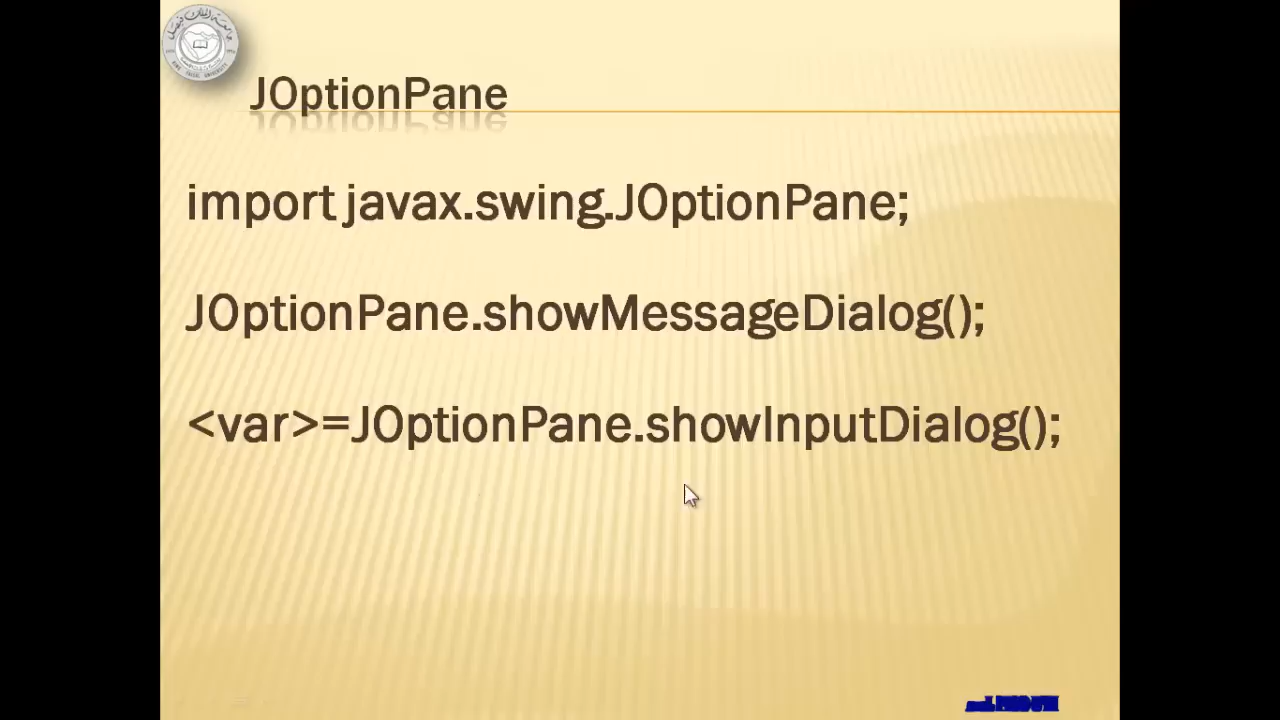 JOptionPane
import javax.swing.JOptionPane;
JOptionPane.showMessageDialog();
<var>=JOptionPane.showInputDialog();